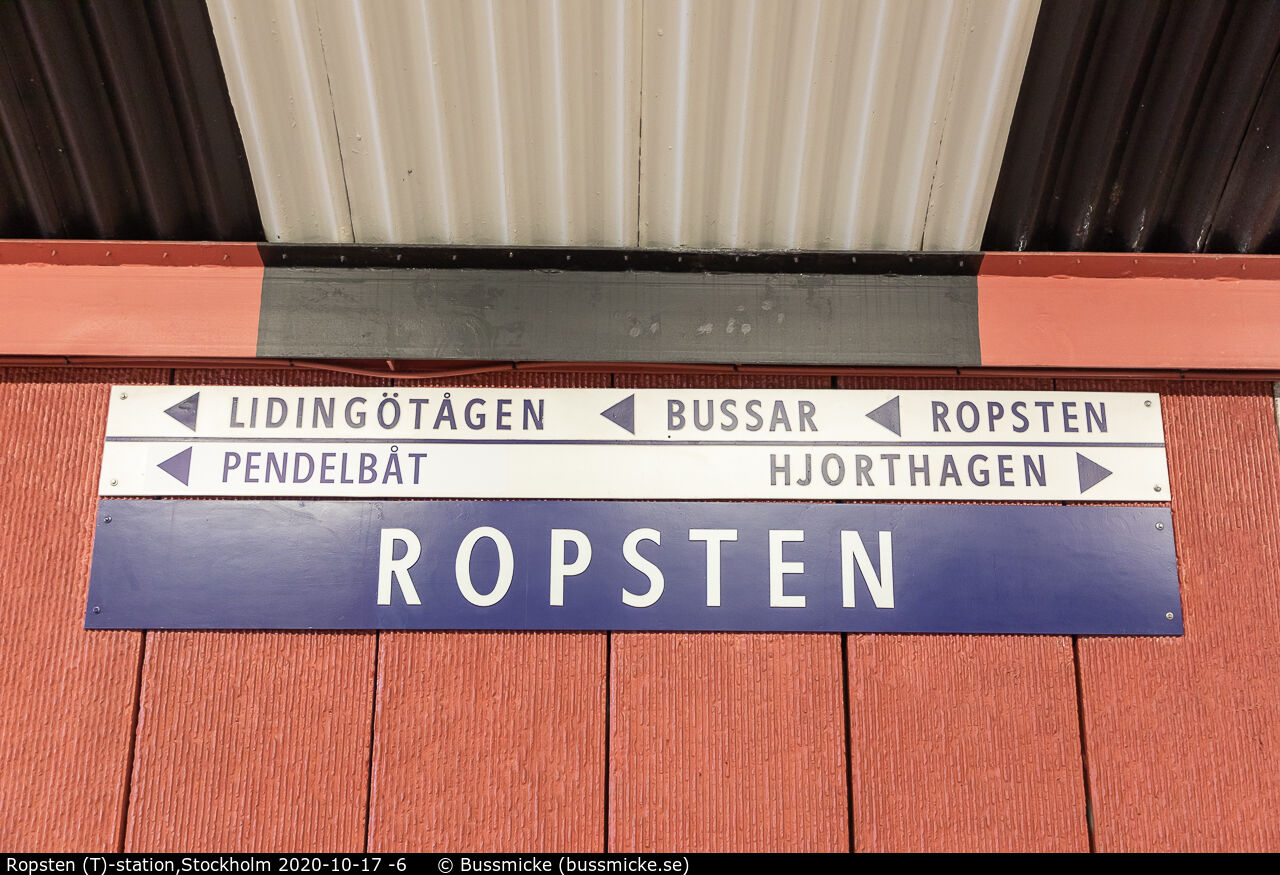 LIDINGÖTÅGEN BUSSAR ROPSTEN
PENDELBÅT HJORTHAGEN
ROPSTEN
Ropsten (T)-station,Stockholm 2020-10-17 -6 © Bussmicke (bussmicke.se)